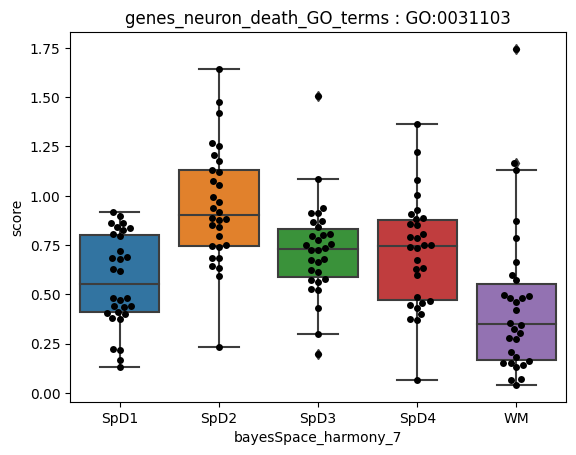 genes_neuron_death_GO_terms : GO:0031103
1.75
1.50
1.25
1.00
0.75
0.50
0.25
0.00
score
SpD1 SpD2 SpD3 SpD4 WM
bayesSpace_harmony_7